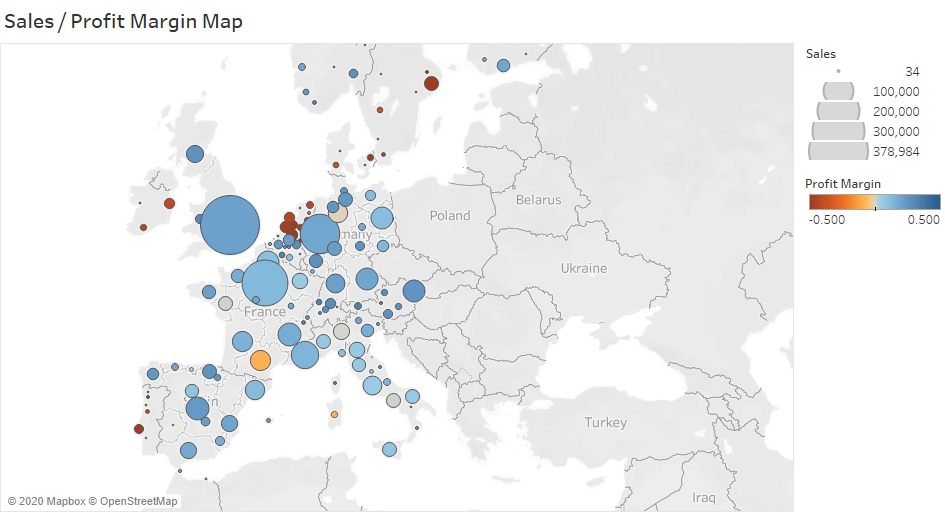 Sales / Profit Margin Map
Sales
34
100,000
200,000
300,000
378,984
Profit Margin
-0.500
0.500
Poland
Belarus
many
Ukraine
France
n
Turkey
Iraq
© 2020 Mapbox © OpenStreetMap